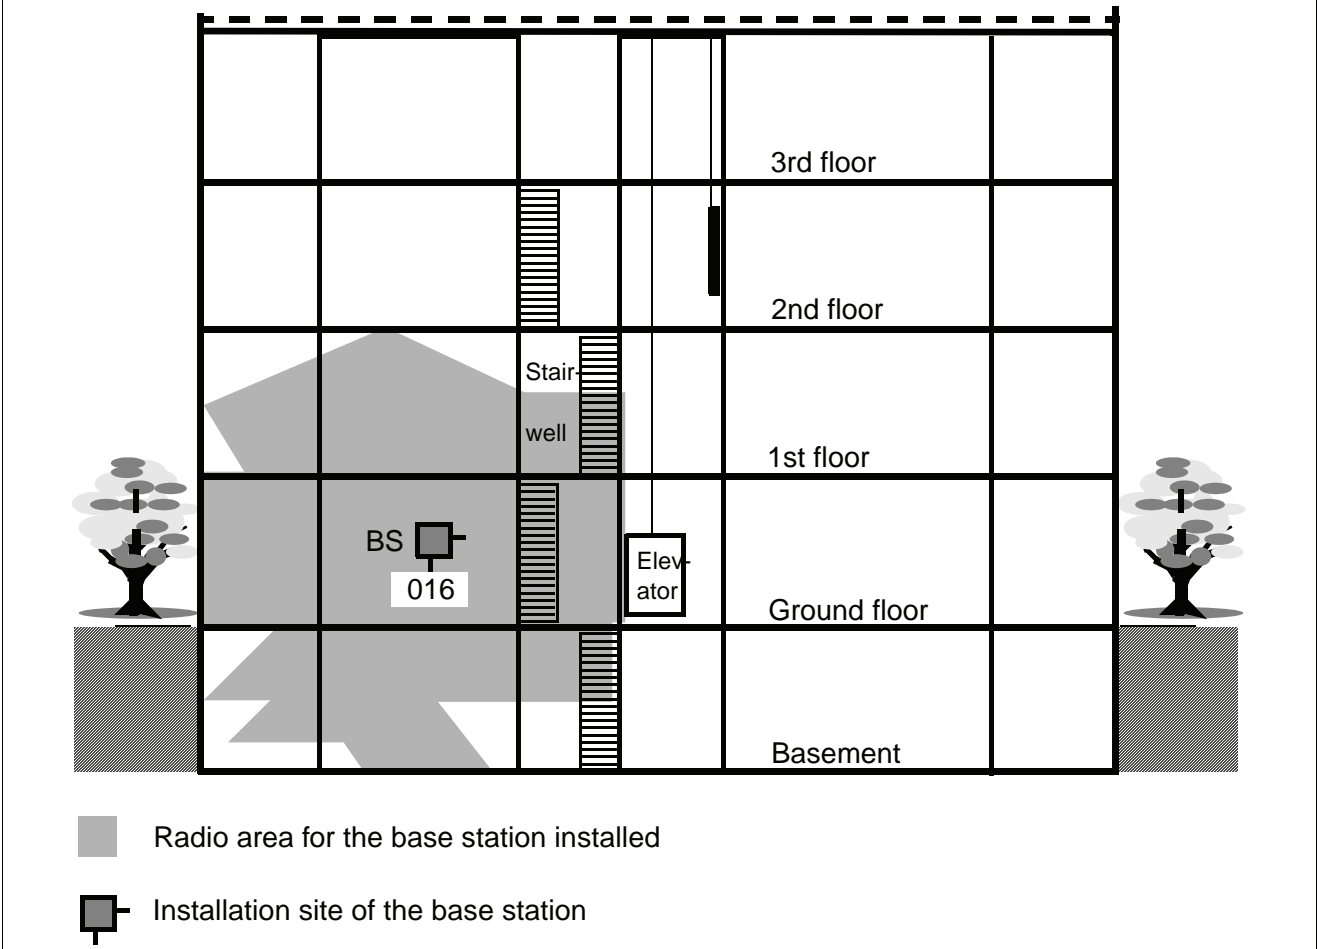 3rd floor
2nd floor
Stair-
well
1st floor
BS
016
Elev-
ator
Ground floor
Basement
Radio area for the base station installed
Installation site of the base station